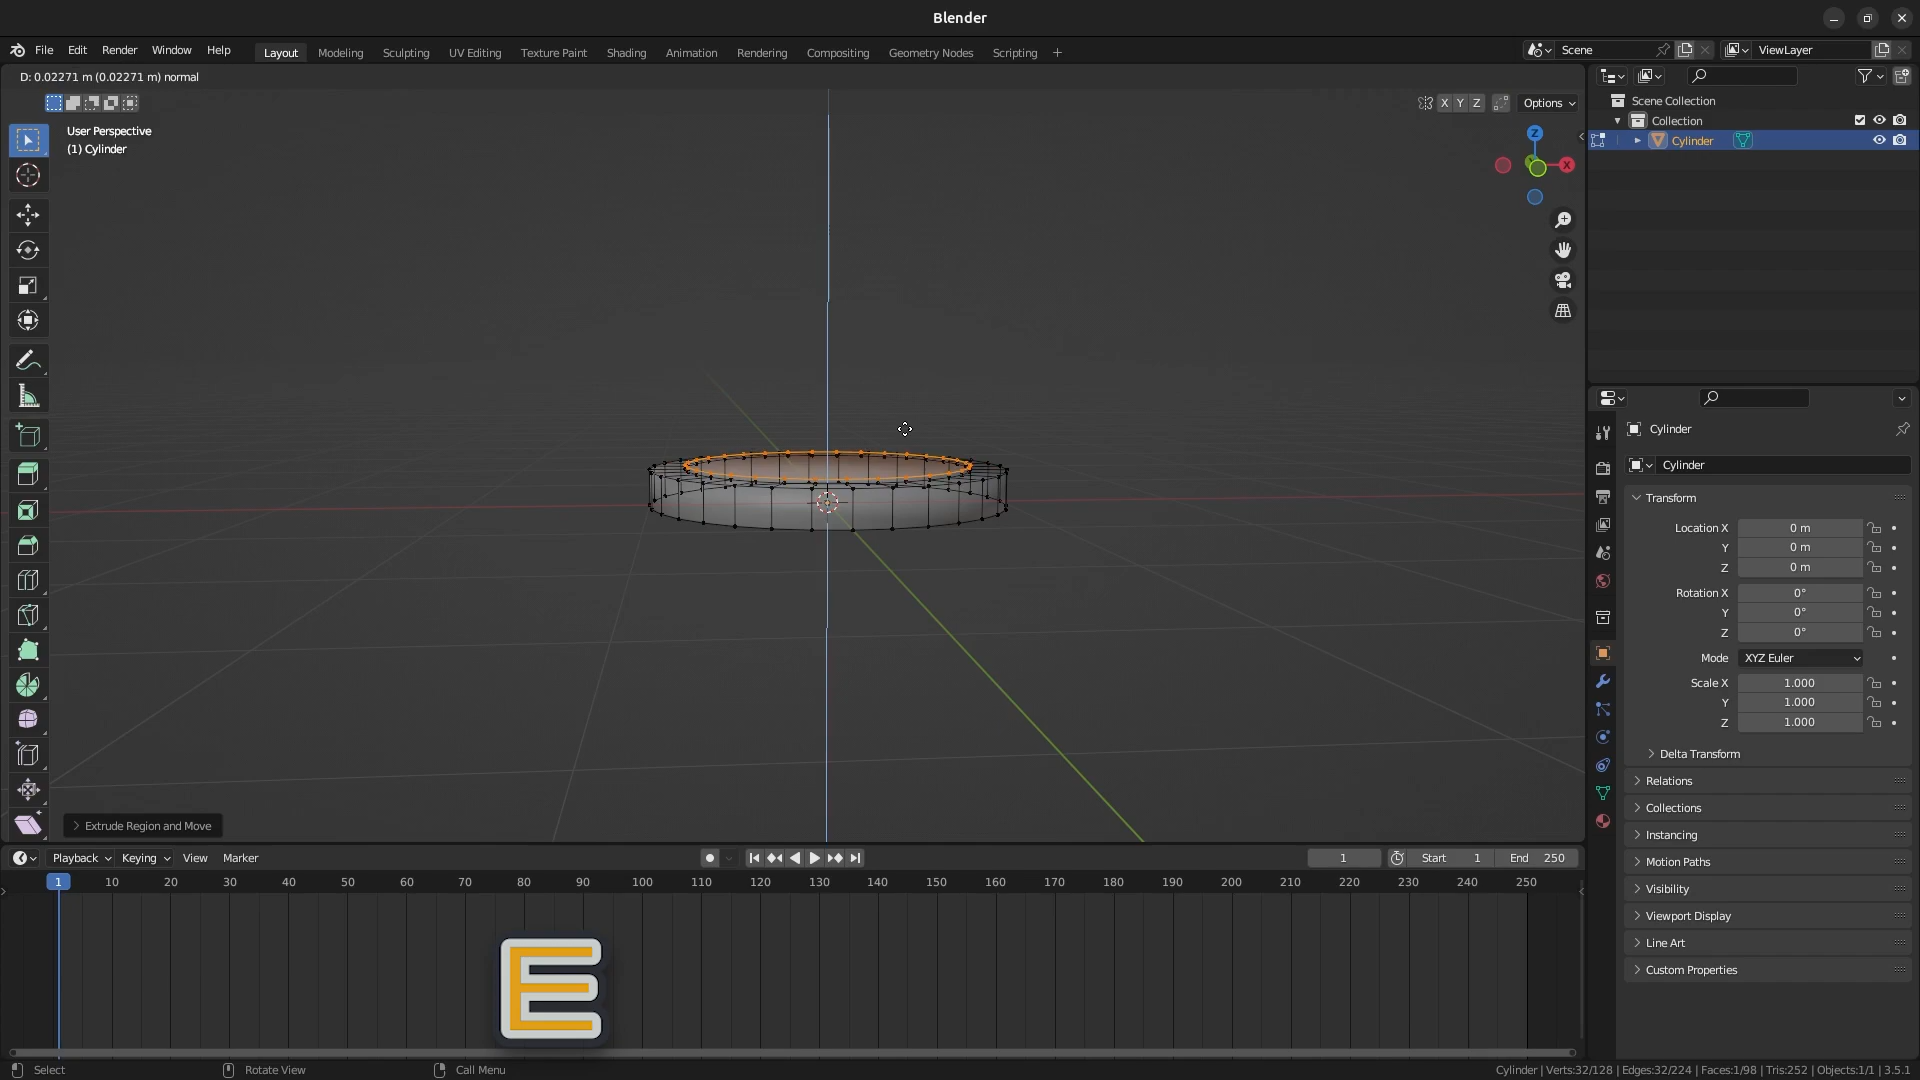 Blender
File Edit Render Window Help
Layout Modeling Sculpting UV Editing Texture Paint Shading Animation Rendering Compositing Geometry Nodes Scripting +
Scene
ViewLayer
D: 0.02271 m (0.02271 m) normal
X Y Z
Options
User Perspective
(1) Cylinder
Z
X
Scene Collection
Collection
Cylinder
Cylinder
Cylinder
Transform
Location X 0 m
Y 0 m
Z 0 m
Rotation X 0°
Y 0°
Z 0°
Mode XYZ Euler
Scale X 1.000
Y 1.000
Z 1.000
Delta Transform
Relations
Collections
Instancing
Motion Paths
Visibility
Viewport Display
Line Art
Custom Properties
Extrude Region and Move
Playback Keying View Marker
1 Start 1 End 250
1 10 20 30 40 50 60 70 80 90 100 110 120 130 140 150 160 170 180 190 200 210 220 230 240 250
E
Select Rotate View Call Menu
Cylinder | Verts:32/128 | Edges:32/224 | Faces:1/98 | Tris:252 | Objects:1/1 | 3.5.1